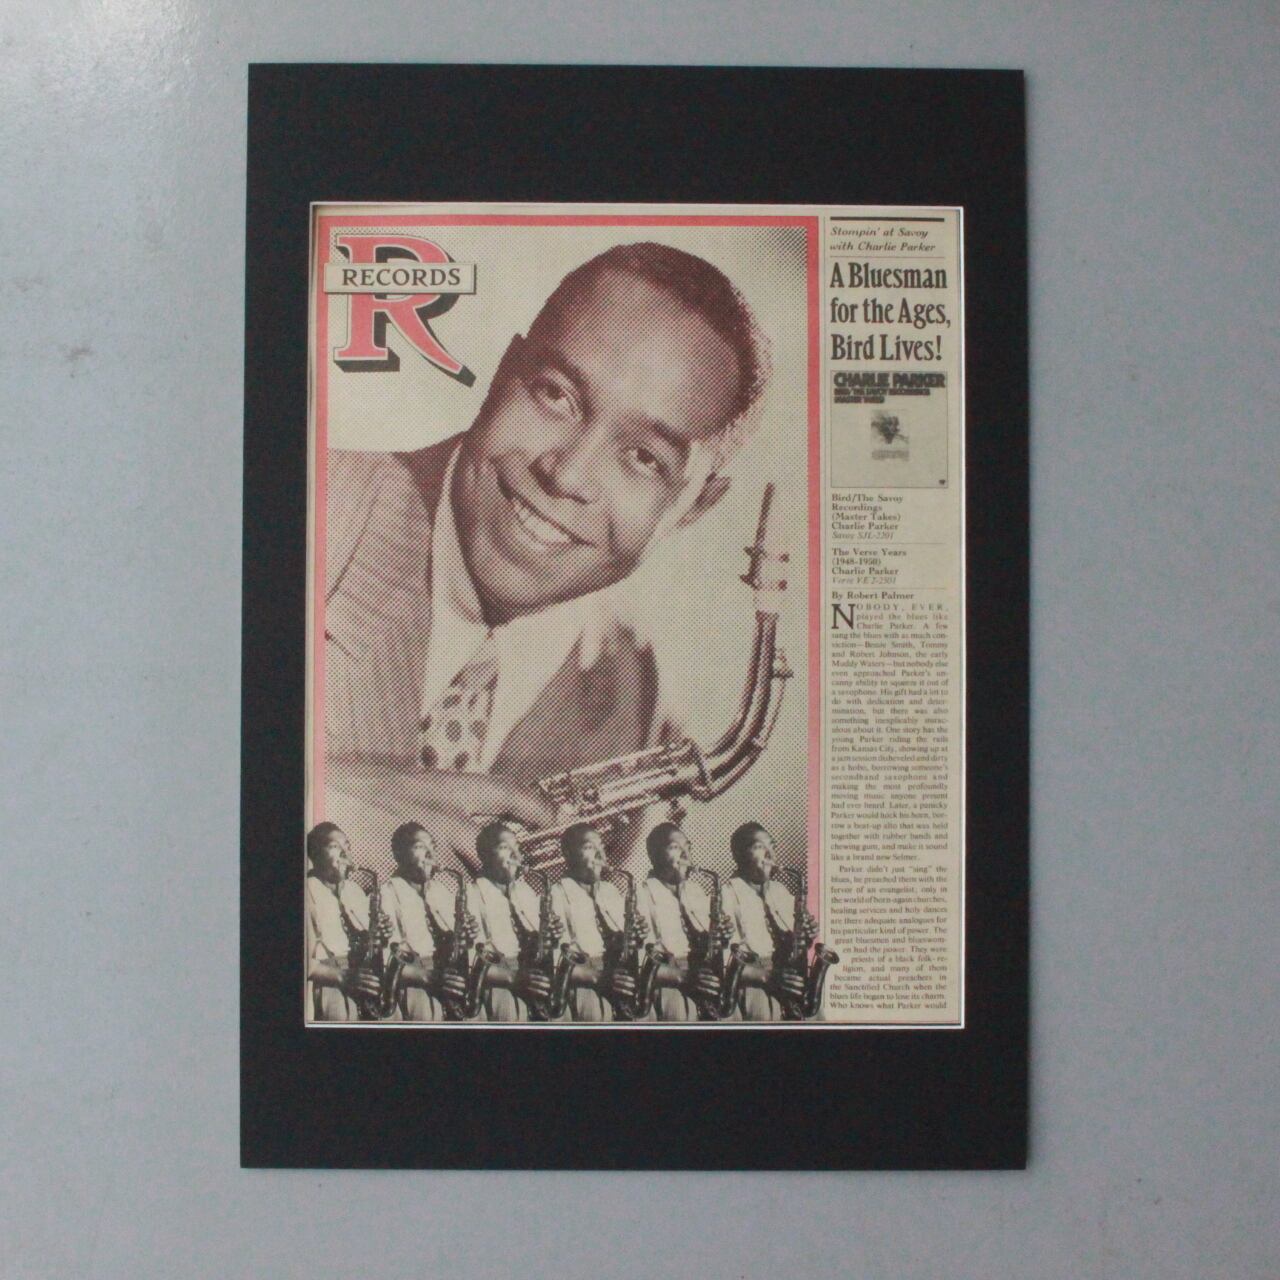 R
RECORDS
Stompin' at Savoy
with Charlie Parker
A Bluesman
for the Ages,
Bird Lives!
CHARLIE PARKER
BIRD/THE SAVOY RECORDINGS
(MASTER TAKES)
Bird/The Savoy
Recordings
(Master Takes)
Charlie Parker
Savoy SJL-2201
The Verve Years
(1948-1950)
Charlie Parker
Verve VE 2-2501
By Robert Palmer
NOBODY, EVER,
played the blues like
Charlie Parker. A few
sang the blues with as much con-
viction—Bessie Smith, Tommy
and Robert Johnson, the early
Muddy Waters—but nobody else
even approached Parker's un-
canny ability to squeeze it out of
a saxophone. His gift had a lot to
do with dedication and deter-
mination, but there was also
something inexplicably mirac-
ulous about it. One story has the
young Parker riding the rails
from Kansas City, showing up at
a jam session disheveled and dirty
as a hobo, borrowing someone's
secondhand saxophone and
making the most profoundly
moving music anyone present
had ever heard. Later, a panicky
Parker would hock his horn, bor-
row a beat-up alto that was held
together with rubber bands and
chewing gum, and make it sound
like a brand new Selmer.
Parker didn't just "sing" the
blues, he preached them with the
fervor of an evangelist; only in
the world of born-again churches,
healing services and holy dances
are there adequate analogues for
his particular kind of power. The
great bluesmen and blueswom-
en had the power. They were
priests of a black folk- re-
ligion, and many of them
became actual preachers in
the Sanctified Church when the
blues life began to lose its charm.
Who knows what Parker would